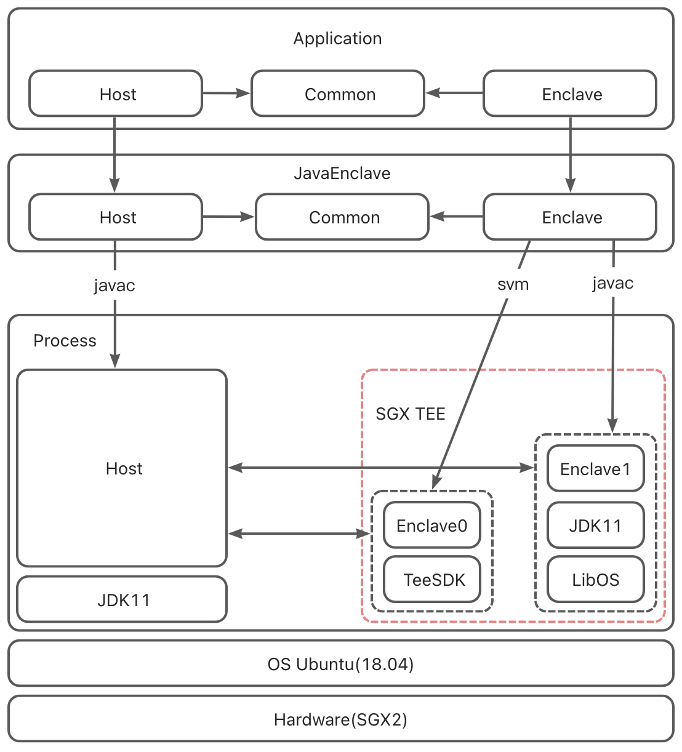 Application
Host
Common
Enclave
JavaEnclave
Host
Common
Enclave
javac
svm
javac
Process
SGX TEE
Host
Enclave1
Enclave0
JDK11
TeeSDK
LibOS
JDK11
OS Ubuntu(18.04)
Hardware(SGX2)